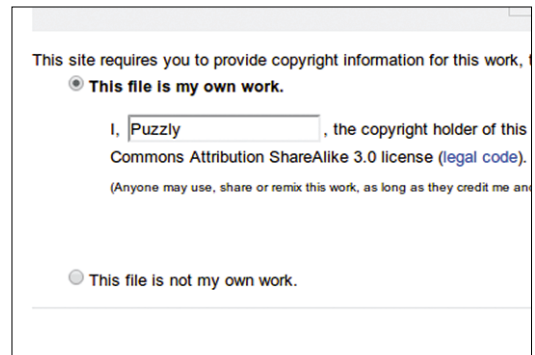 This site requires you to provide copyright information for this work,
This file is my own work.
I, Puzzly , the copyright holder of this
Commons Attribution ShareAlike 3.0 license (legal code).
(Anyone may use, share or remix this work, as long as they credit me and
This file is not my own work.